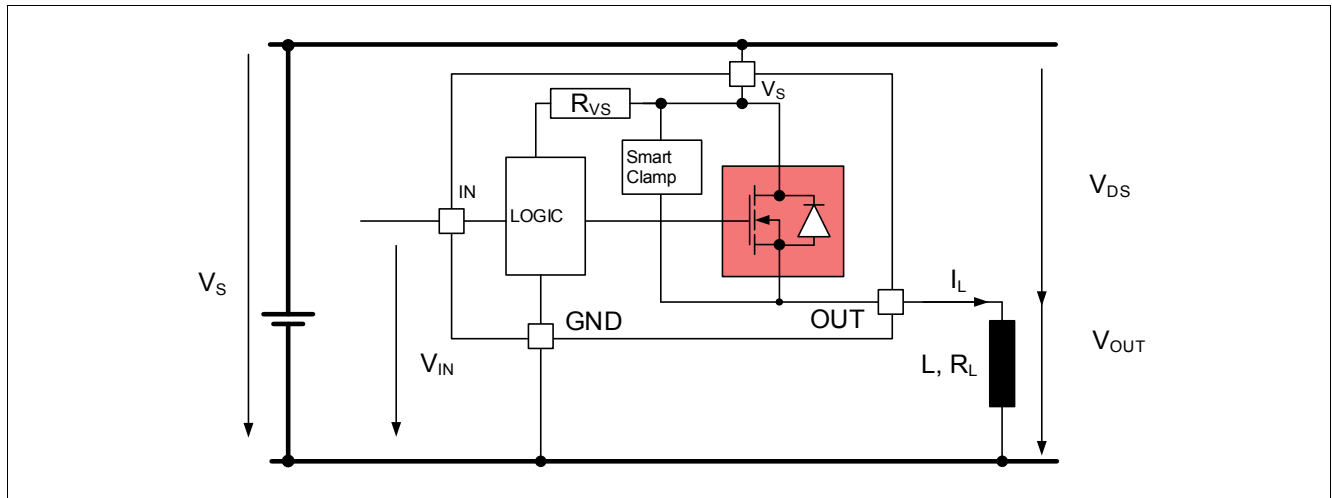 V_S
R_VS
Smart
Clamp
V_DS
IN
LOGIC
V_S
I_L
GND
OUT
V_OUT
V_IN
L, R_L